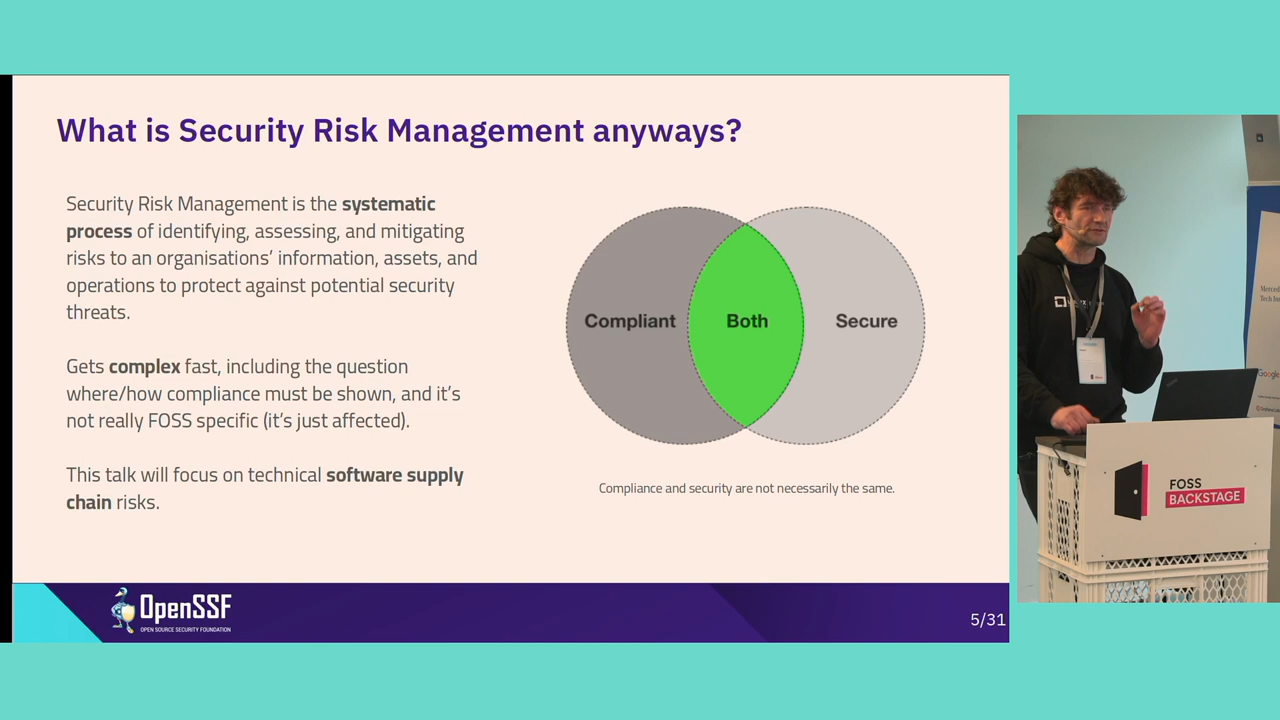 What is Security Risk Management anyways?
Security Risk Management is the systematic
process of identifying, assessing, and mitigating
risks to an organisations’ information, assets, and
operations to protect against potential security
threats.
Gets complex fast, including the question
where/how compliance must be shown, and it’s
not really FOSS specific (it’s just affected).
This talk will focus on technical software supply
chain risks.
Compliant
Both
Secure
Compliance and security are not necessarily the same.
OpenSSF
OPEN SOURCE SECURITY FOUNDATION
5/31
FOSS
BACKSTAGE
Google